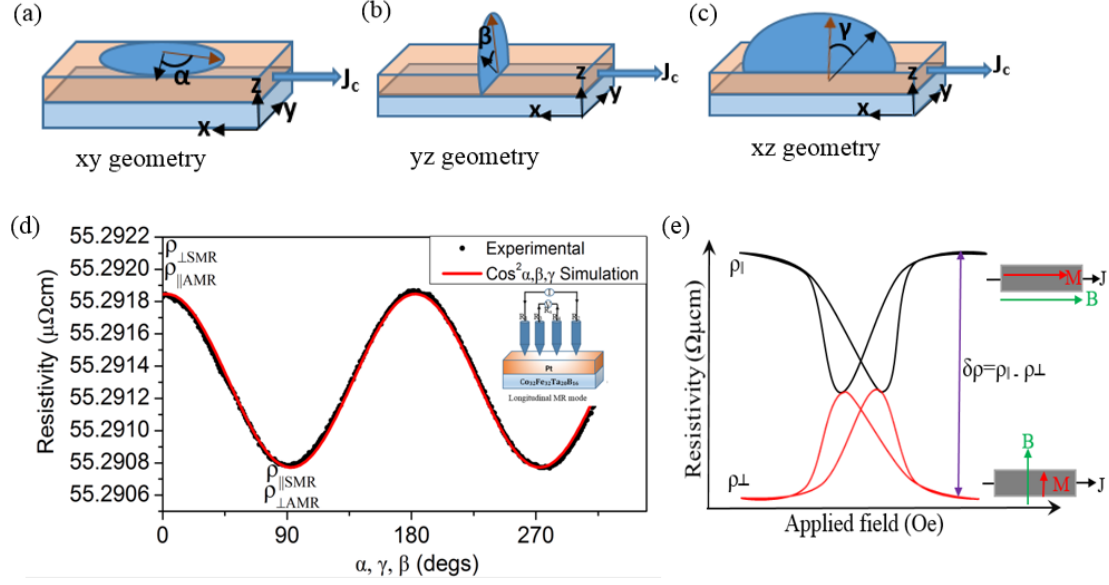 (a)
α
z
y
x
J_c
xy geometry
(b)
β
z
y
x
J_c
yz geometry
(c)
γ
z
y
x
J_c
xz geometry
(d)
55.2922
55.2920
55.2918
55.2916
55.2914
55.2912
55.2910
55.2908
55.2906
Resistivity (μΩcm)
ρ⊥SMR
ρ||AMR
ρ||SMR
ρ⊥AMR
Experimental
Cos² α,β,γ Simulation
Pt
Co₃₂Fe₃₂Ta₂₀B₁₆
Longitudinal MR mode
0 90 180 270
α, γ, β (degs)
(e)
Resistivity (Ωμcm)
ρ||
ρ⊥
δρ=ρ|| - ρ⊥
M J
B
B
M J
Applied field (Oe)